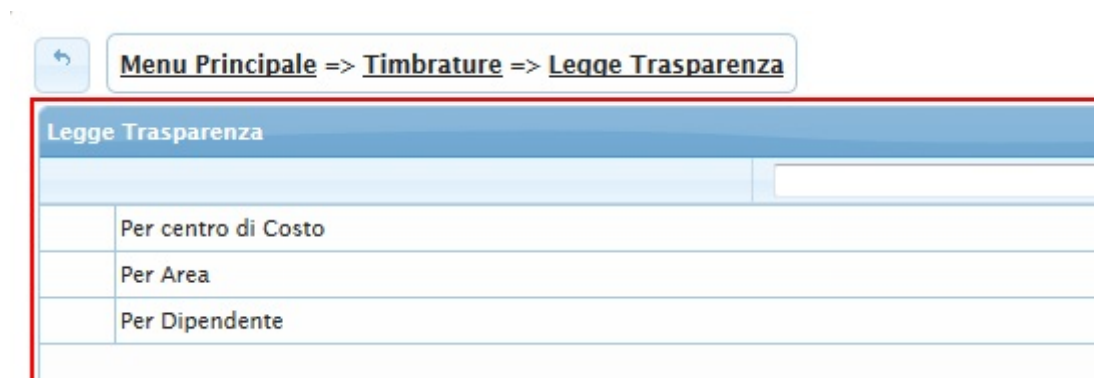 Menu Principale => Timbrature => Legge Trasparenza
Legge Trasparenza
Per centro di Costo
Per Area
Per Dipendente